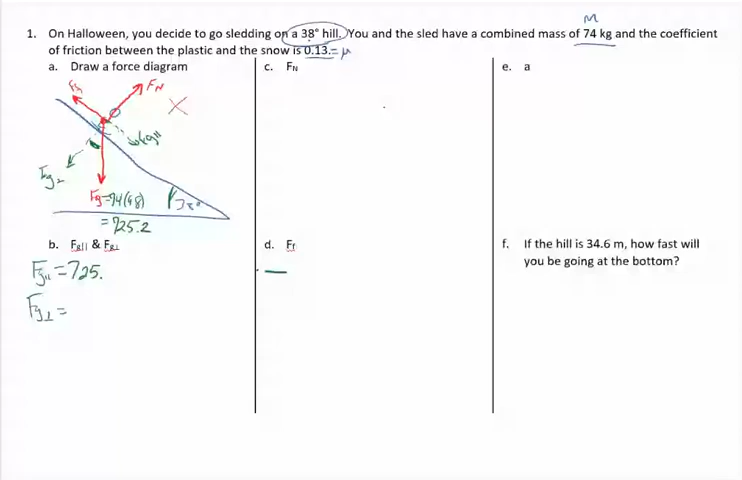 M
1. On Halloween, you decide to go sledding on a 38° hill. You and the sled have a combined mass of 74 kg and the coefficient
of friction between the plastic and the snow is 0.13. = μ
a. Draw a force diagram
c. FN
e. a
FN
Fg⊥
Fg=74(9.8)
= 725.2
38°
b. Fg|| & Fg⊥
d. Ff
f. If the hill is 34.6 m, how fast will
you be going at the bottom?
Fg|| = 725.
Fg⊥ =